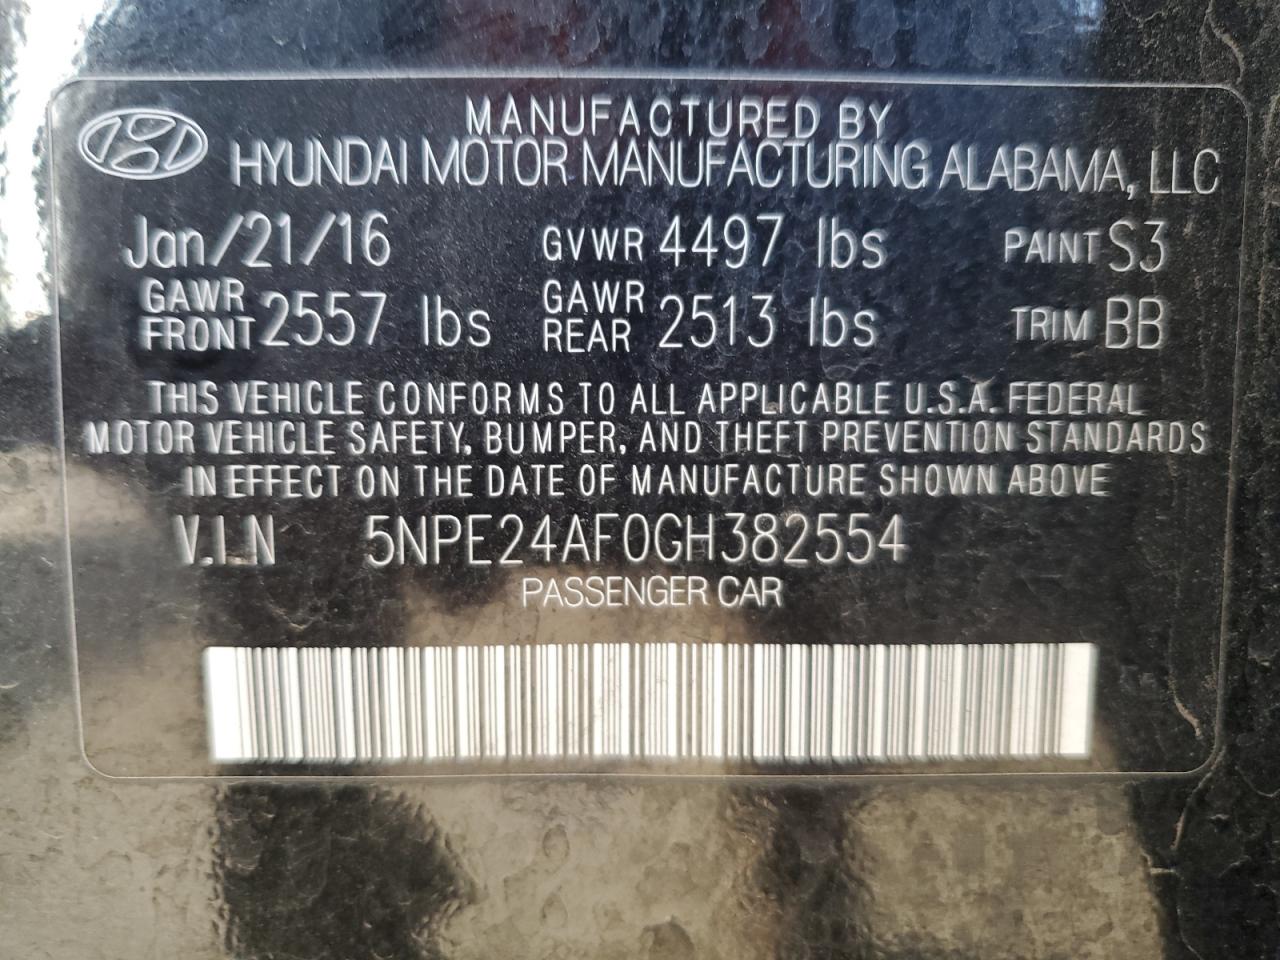 MANUFACTURED BY
HYUNDAI MOTOR MANUFACTURING ALABAMA, LLC
Jan/21/16 GVWR 4497 lbs PAINT S3
GAWR FRONT 2557 lbs GAWR REAR 2513 lbs TRIM BB
THIS VEHICLE CONFORMS TO ALL APPLICABLE U.S.A. FEDERAL
MOTOR VEHICLE SAFETY, BUMPER, AND THEFT PREVENTION STANDARDS
IN EFFECT ON THE DATE OF MANUFACTURE SHOWN ABOVE
V.I.N 5NPE24AF0GH382554
PASSENGER CAR